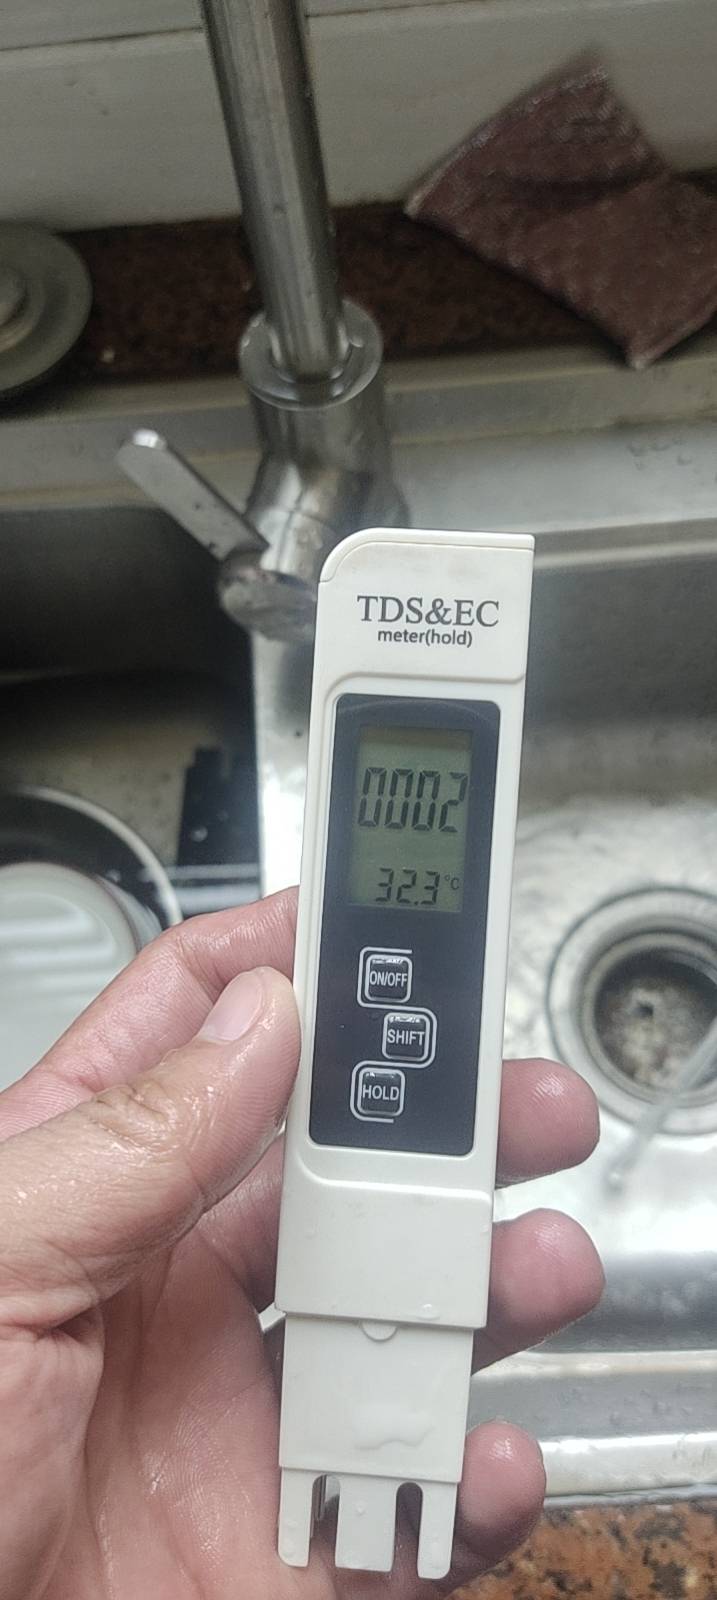 TDS&EC
meter(hold)
0002
32.3°C
ON/OFF
SHIFT
HOLD